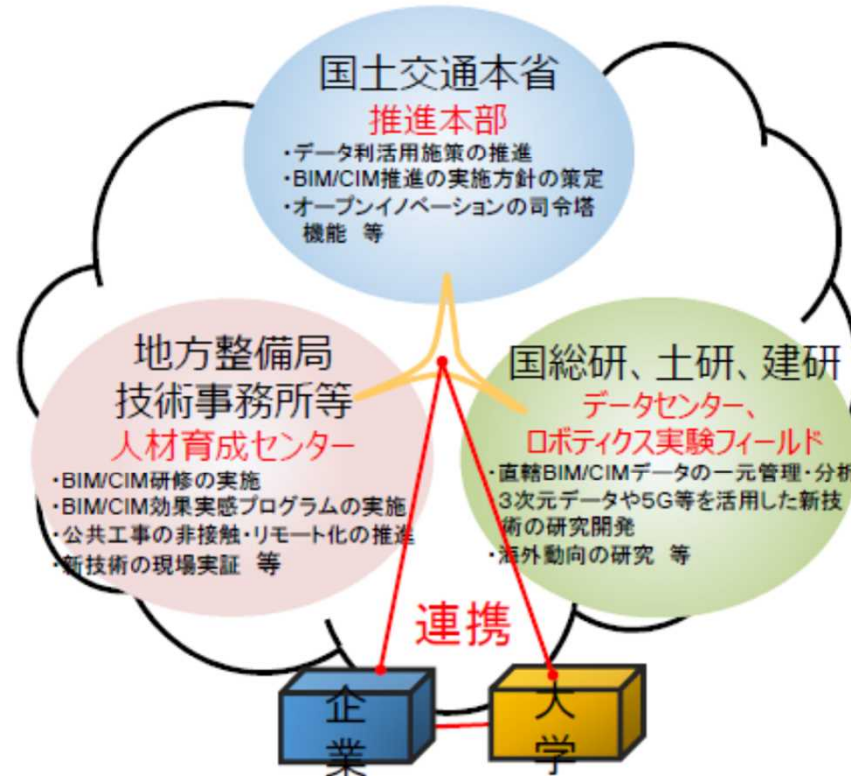 国土交通本省
推進本部
・データ利活用施策の推進
・BIM/CIM推進の実施方針の策定
・オープンイノベーションの司令塔
機能 等
地方整備局
技術事務所等
人材育成センター
・BIM/CIM研修の実施
・BIM/CIM効果実感プログラムの実施
・公共工事の非接触・リモート化の推進
・新技術の現場実証 等
国総研、土研、建研
データセンター、
ロボティクス実験フィールド
・直轄BIM/CIMデータの一元管理・分析
3次元データや5G等を活用した新技
術の研究開発
・海外動向の研究 等
連携
企
業
大
学